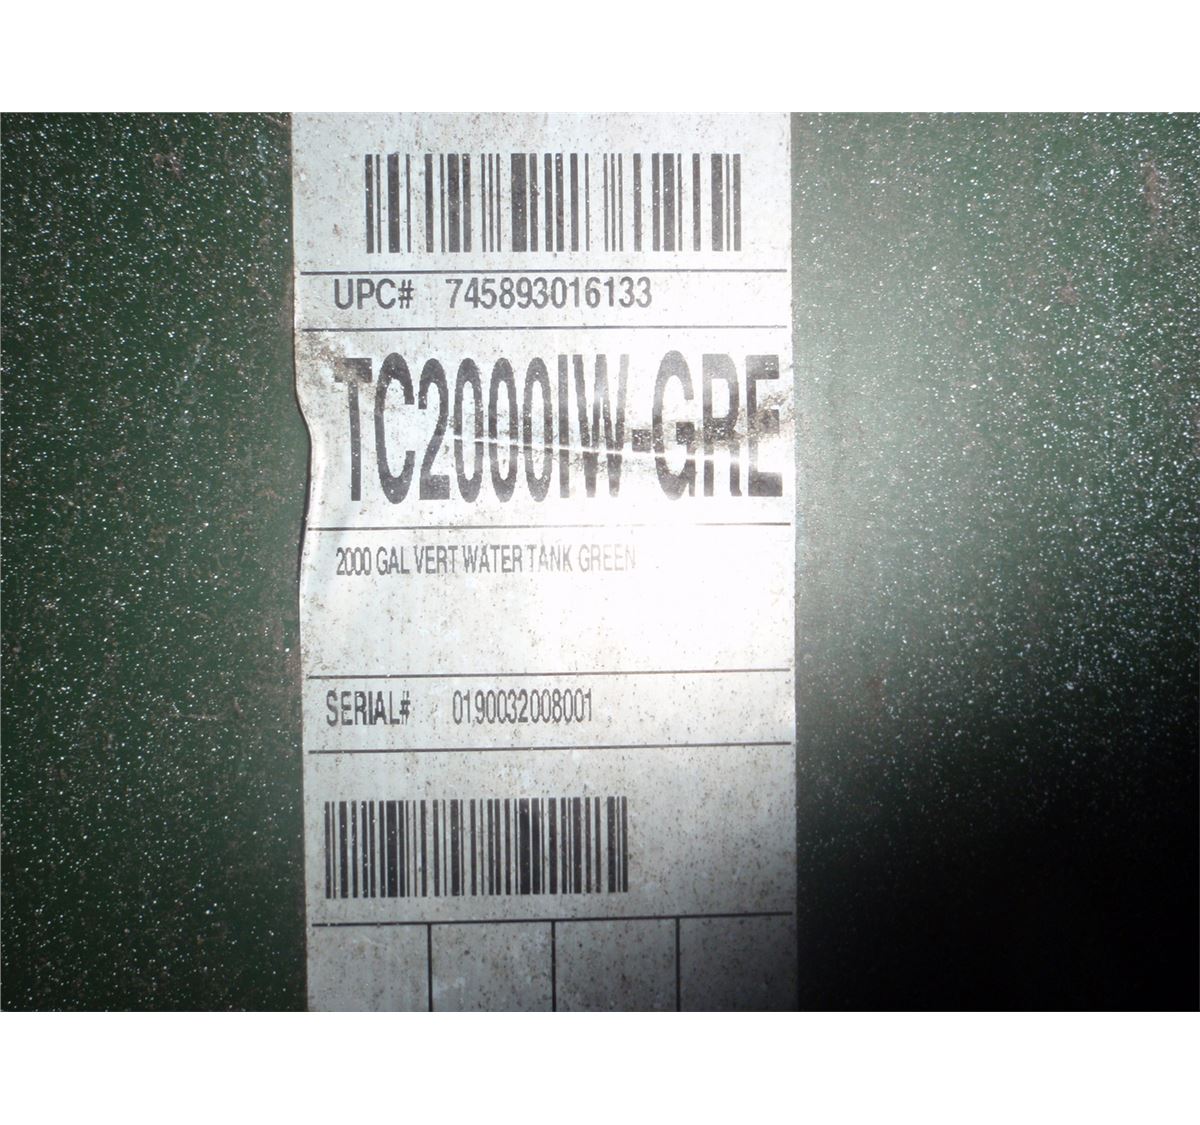 UPC# 745893016133
TC2000IW-GRE
2000 GAL VERT WATER TANK GREEN
SERIAL# 0190032008001